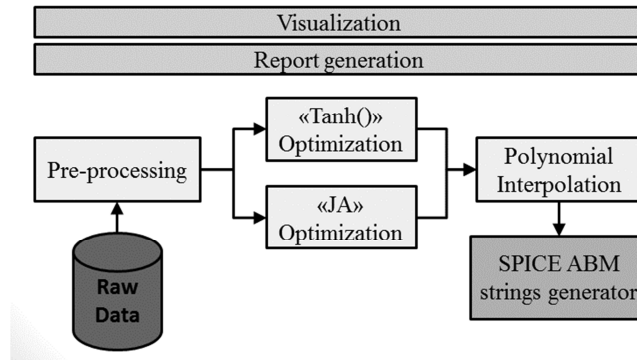 Visualization
Report generation
«Tanh()»
Optimization
Pre-processing
Polynomial
Interpolation
«JA»
Optimization
Raw
Data
SPICE ABM
strings generator